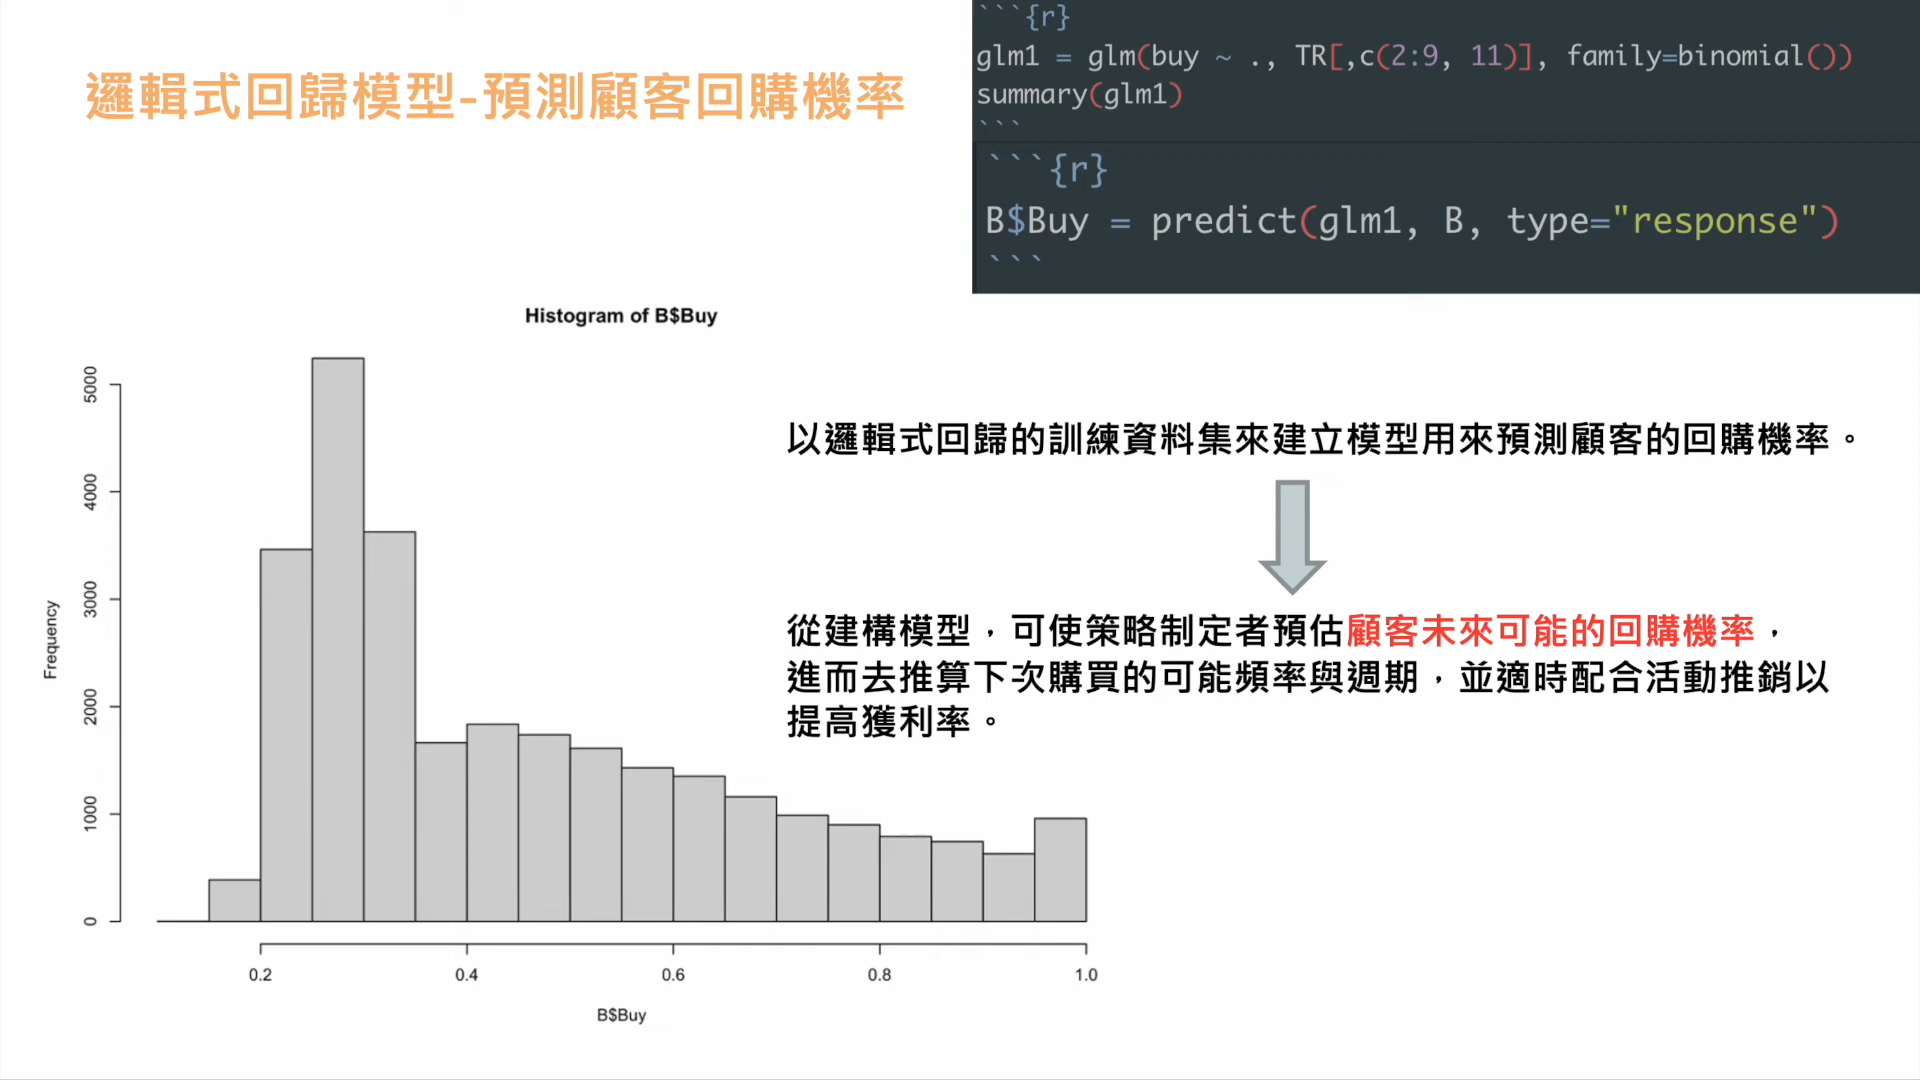 邏輯式回歸模型-預測顧客回購機率
```{r}
glm1 = glm(buy ~ ., TR[,c(2:9, 11)], family=binomial())
summary(glm1)
```
```{r}
B$Buy = predict(glm1, B, type="response")
```
Histogram of B$Buy
Frequency
5000
4000
3000
2000
1000
0
0.2 0.4 0.6 0.8 1.0
B$Buy
以邏輯式回歸的訓練資料集來建立模型用來預測顧客的回購機率。
從建構模型，可使策略制定者預估顧客未來可能的回購機率，
進而去推算下次購買的可能頻率與週期，並適時配合活動推銷以
提高獲利率。